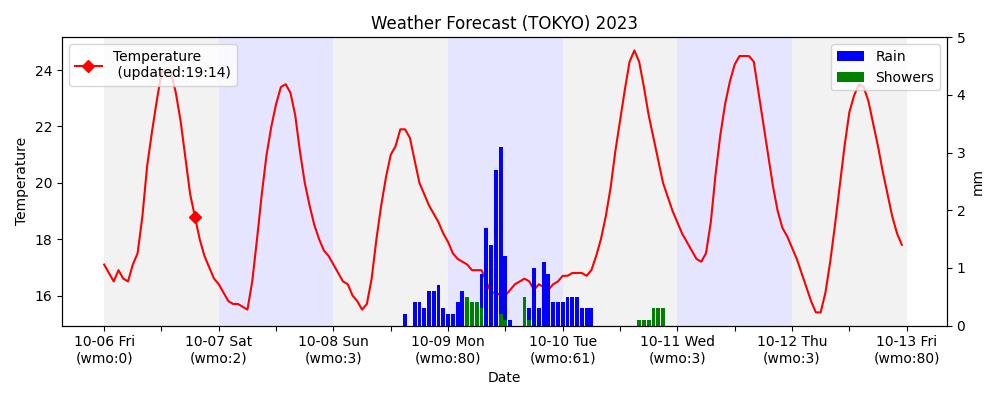 Weather Forecast (TOKYO) 2023
Temperature
(updated:19:14)
Rain
Showers
Temperature
24
22
20
18
16
5
4
3
2
1
0
mm
10-06 Fri
(wmo:0)
10-07 Sat
(wmo:2)
10-08 Sun
(wmo:3)
10-09 Mon
(wmo:80)
10-10 Tue
(wmo:61)
10-11 Wed
(wmo:3)
10-12 Thu
(wmo:3)
10-13 Fri
(wmo:80)
Date